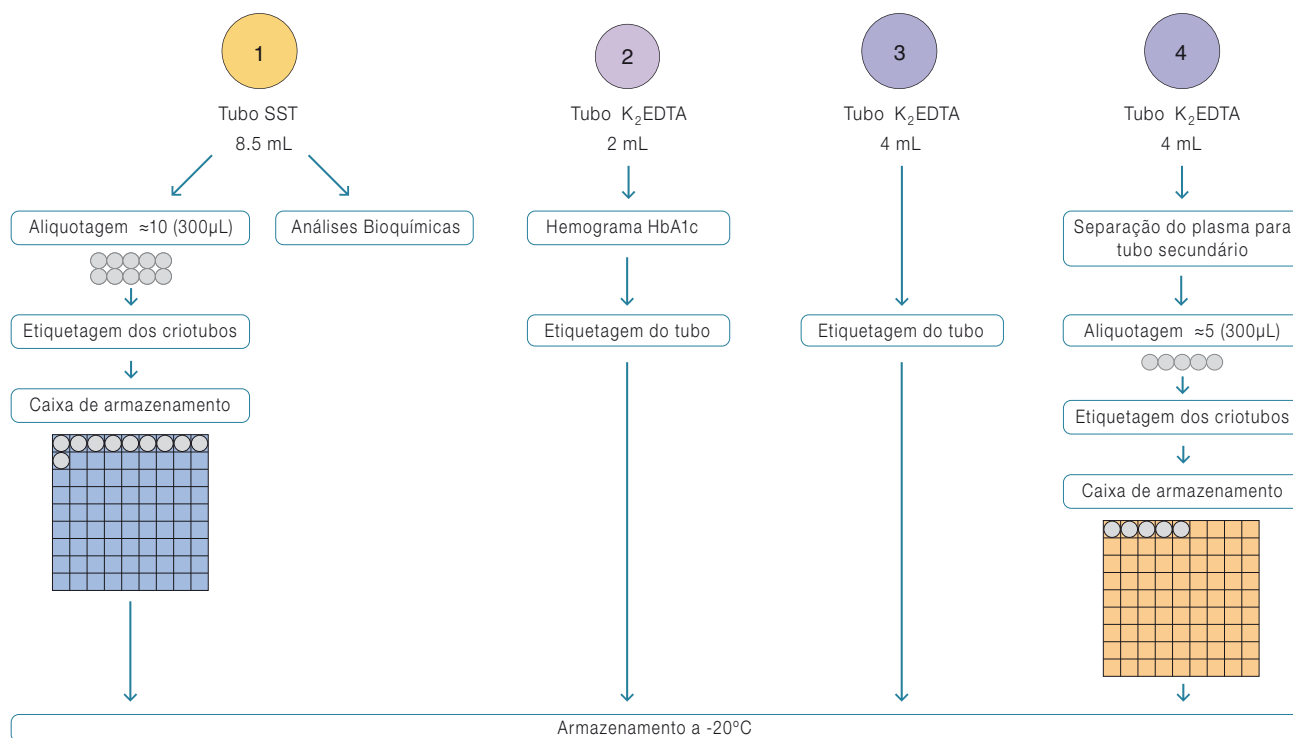 1
Tubo SST
8.5 mL
Aliquotagem ≈10 (300µL)
Análises Bioquímicas
Etiquetagem dos criotubos
Caixa de armazenamento
2
Tubo K₂EDTA
2 mL
Hemograma HbA1c
Etiquetagem do tubo
3
Tubo K₂EDTA
4 mL
Etiquetagem do tubo
4
Tubo K₂EDTA
4 mL
Separação do plasma para
tubo secundário
Aliquotagem ≈5 (300µL)
Etiquetagem dos criotubos
Caixa de armazenamento
Armazenamento a -20ºC